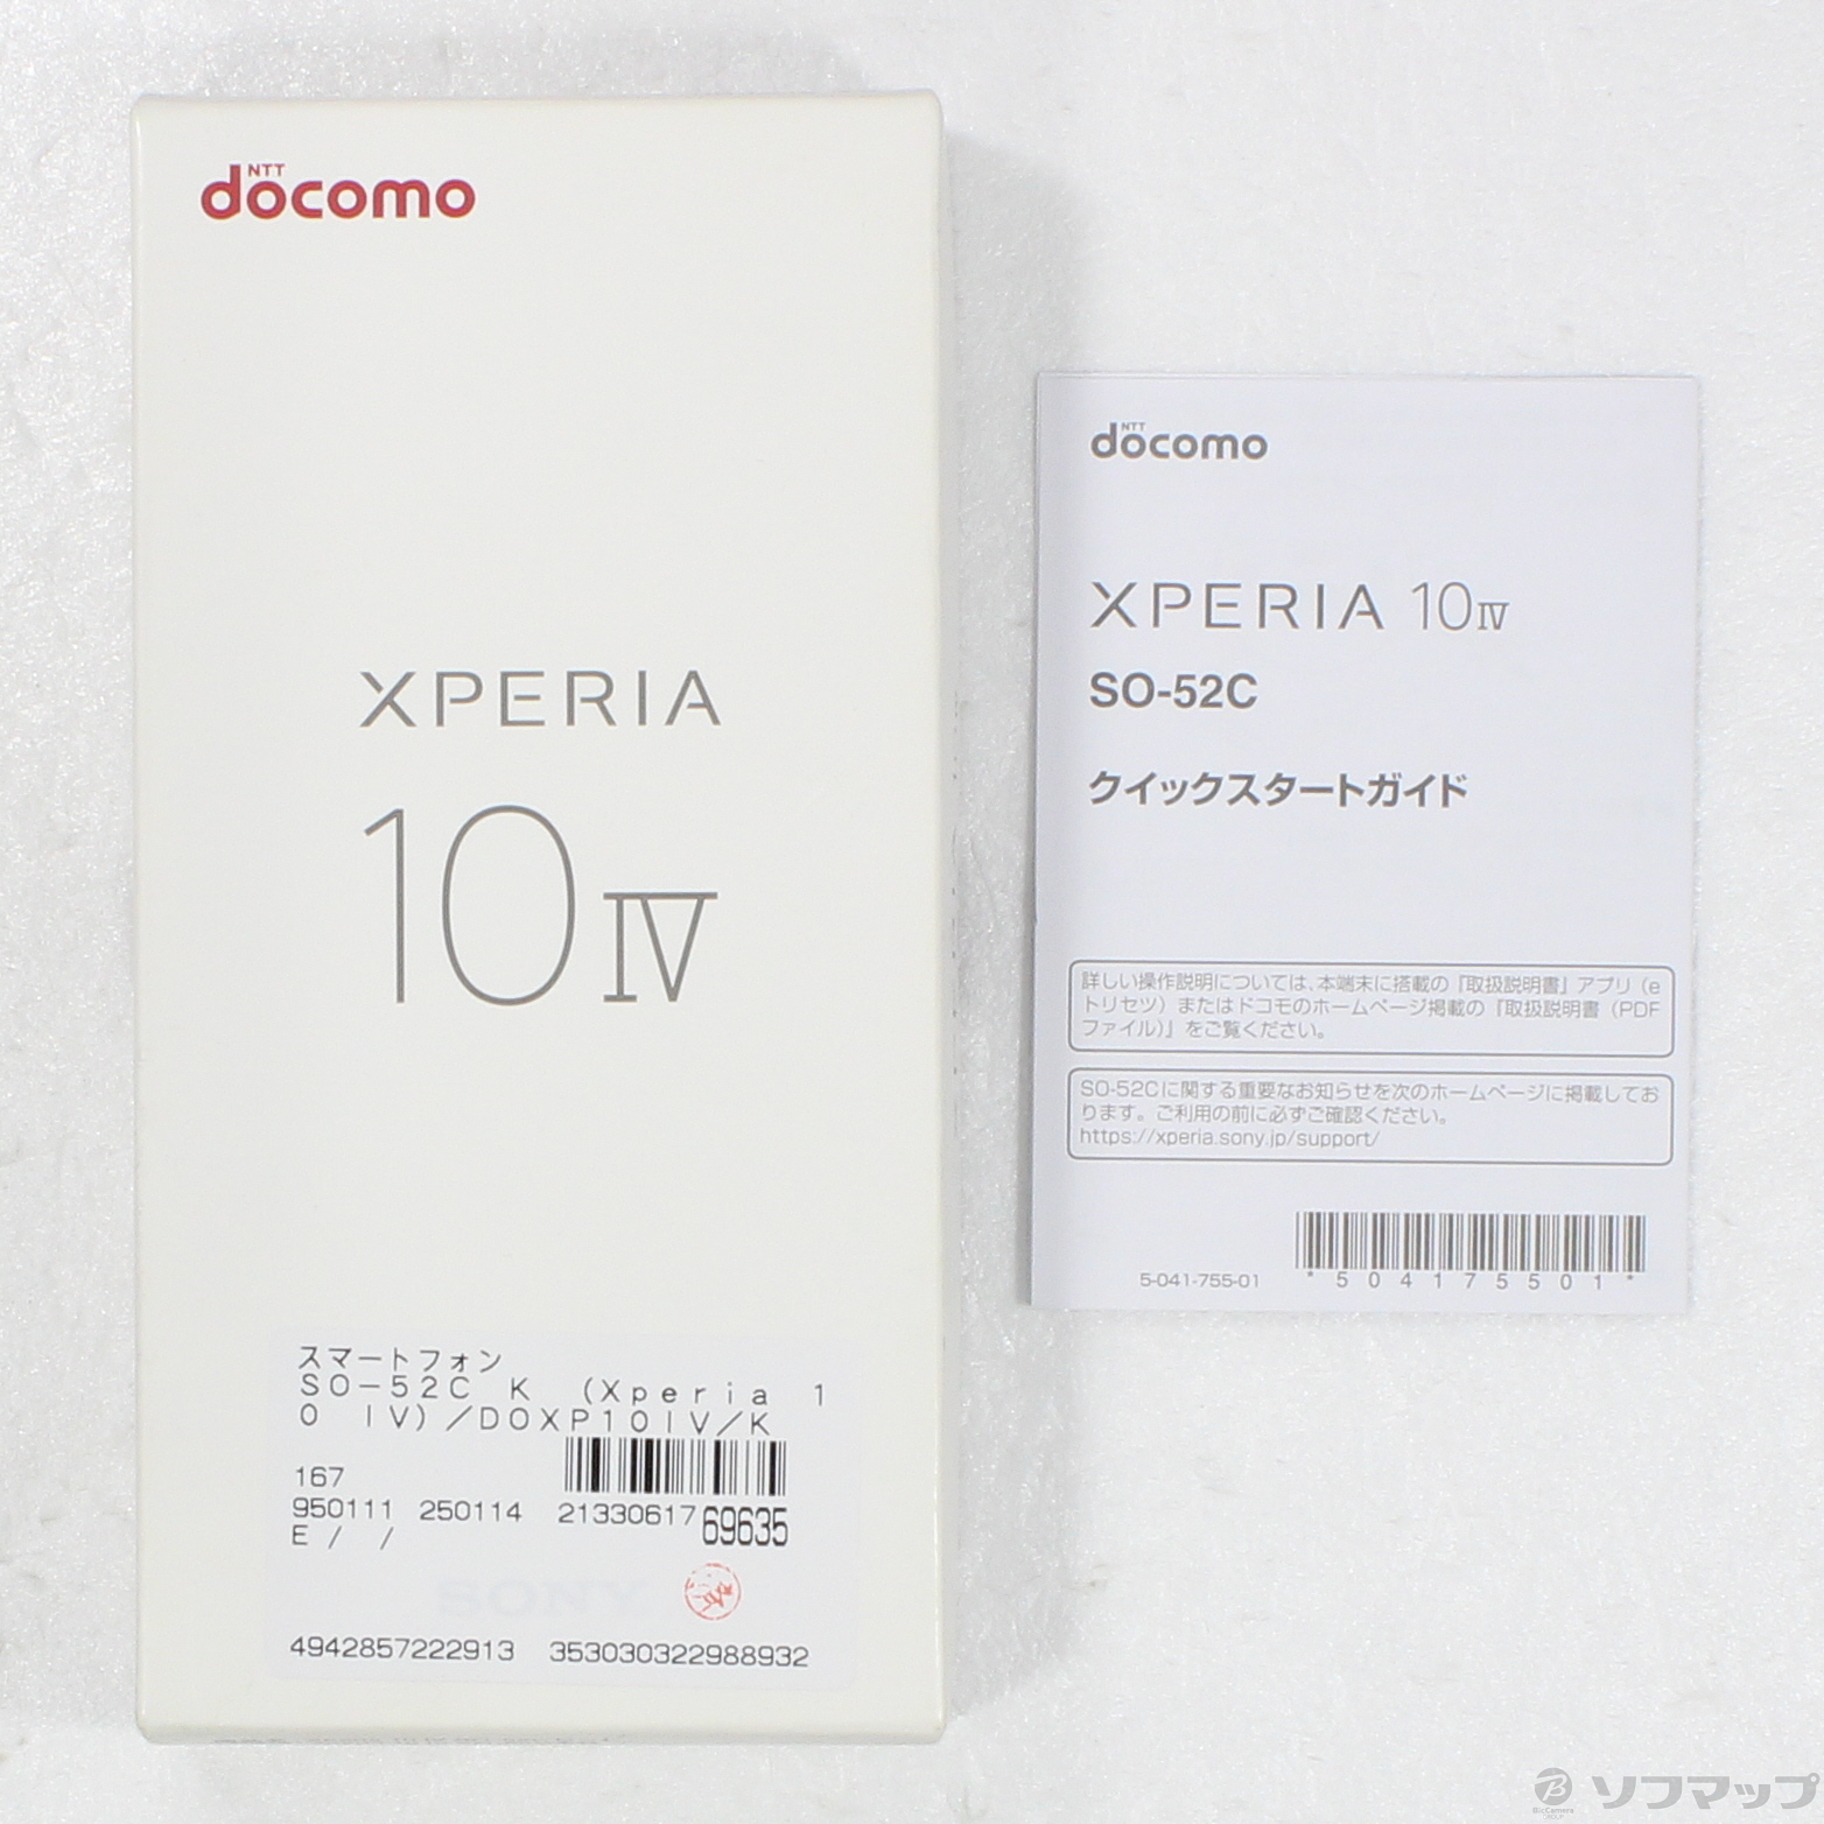 NTT
docomo
XPERIA
10 IV
スマートフォン
SO－52C K （Xperia 1
0 IV）／DOXP10IV／K
167
950111 250114 21330617 69635
E / /
SONY
4942857222913 353030322988932
NTT
docomo
XPERIA 10 IV
SO-52C
クイックスタートガイド
詳しい操作説明については、本端末に搭載の『取扱説明書』アプリ（e
トリセツ）またはドコモのホームページ掲載の『取扱説明書（PDF
ファイル）』をご覧ください。
SO-52Cに関する重要なお知らせを次のホームページに掲載してお
ります。ご利用の前に必ずご確認ください。
https://xperia.sony.jp/support/
5-041-755-01
*504175501*
BicCamera
GROUP
ソフマップ